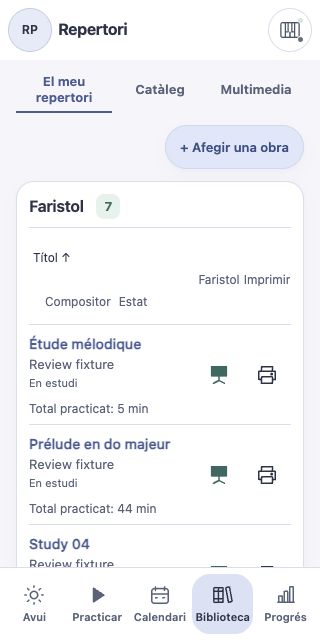 RP Repertori
El meu
repertori
Catàleg
Multimedia
+ Afegir una obra
Faristol 7
Títol ↑
Faristol Imprimir
Compositor Estat
Étude mélodique
Review fixture
En estudi
Total practicat: 5 min
Prélude en do majeur
Review fixture
En estudi
Total practicat: 44 min
Study 04
Review fixture
Avui
Practicar
Calendari
Biblioteca
Progrés